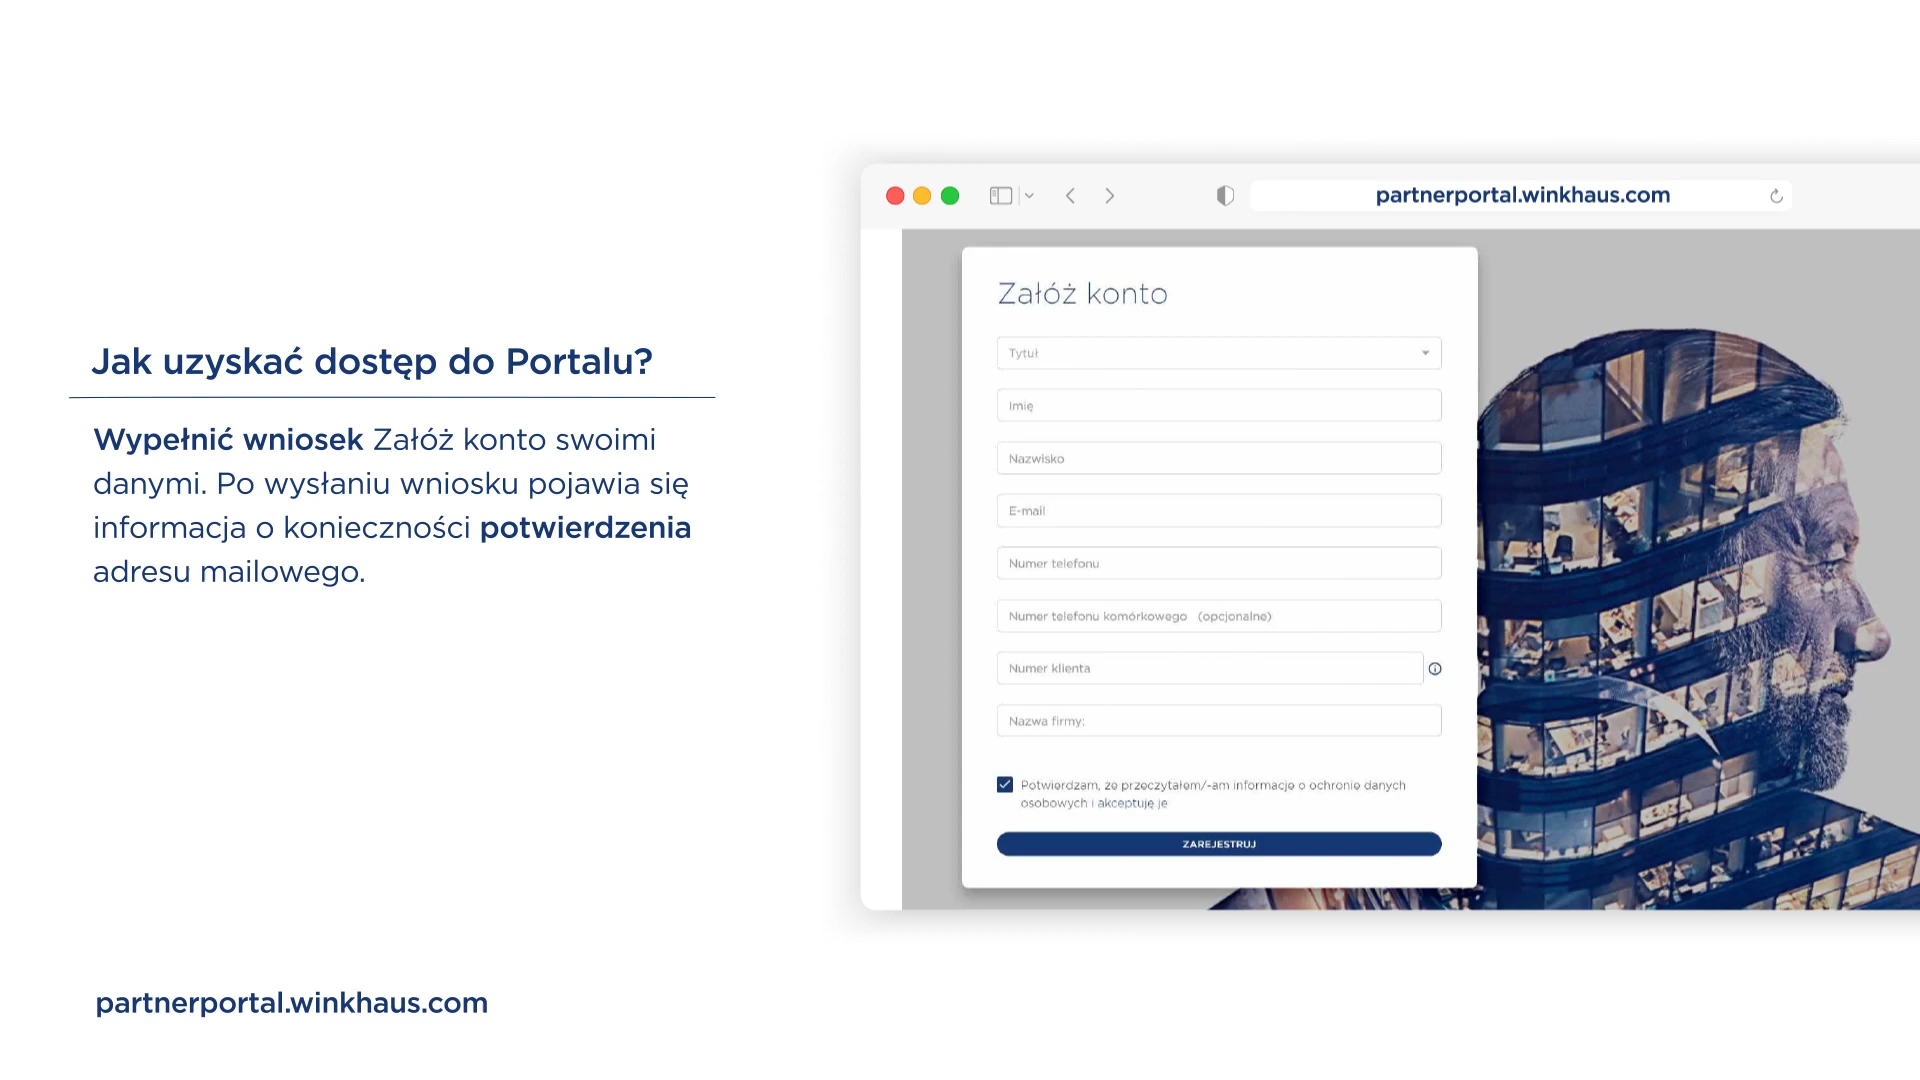 Jak uzyskać dostęp do Portalu?
Wypełnić wniosek Załóż konto swoimi
danymi. Po wysłaniu wniosku pojawia się
informacja o konieczności potwierdzenia
adresu mailowego.
partnerportal.winkhaus.com
partnerportal.winkhaus.com
Załóż konto
Tytuł
Imię
Nazwisko
E-mail
Numer telefonu
Numer telefonu komórkowego (opcjonalne)
Numer klienta
Nazwa firmy:
Potwierdzam, że przeczytałem/-am informacje o ochronie danych
osobowych i akceptuję je
ZAREJESTRUJ